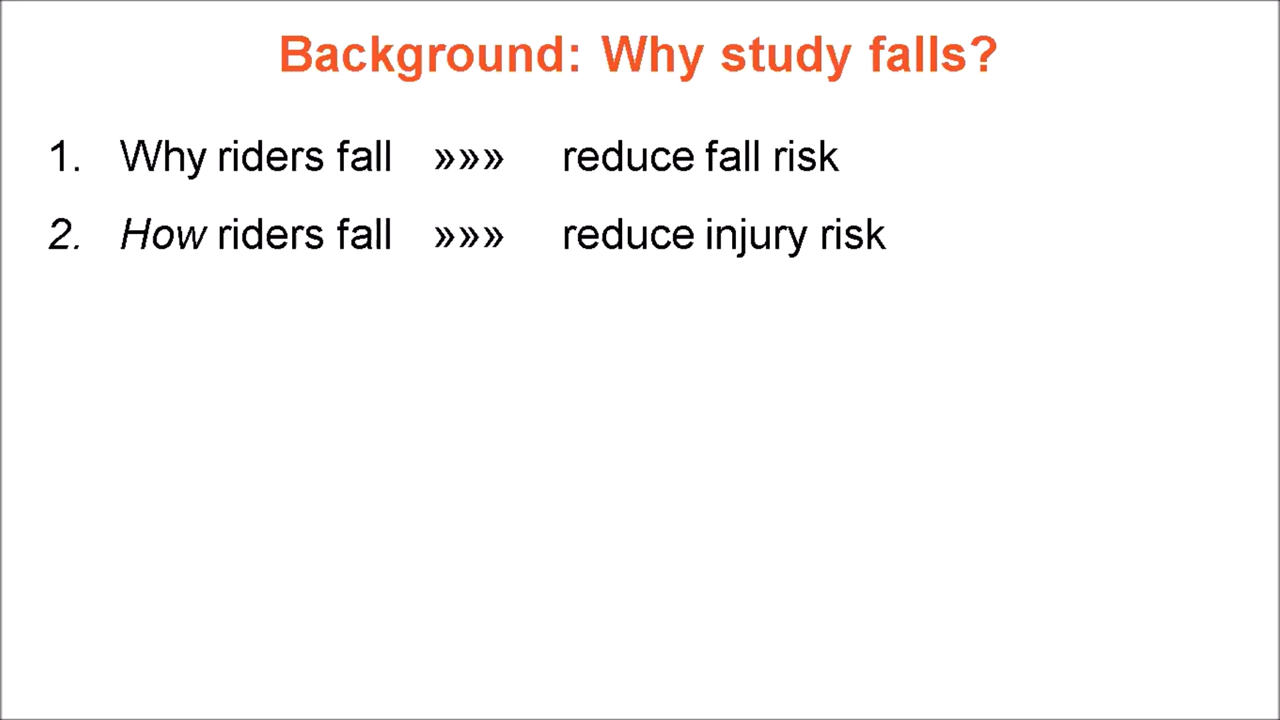 Background: Why study falls?
1. Why riders fall »»» reduce fall risk
2. How riders fall »»» reduce injury risk